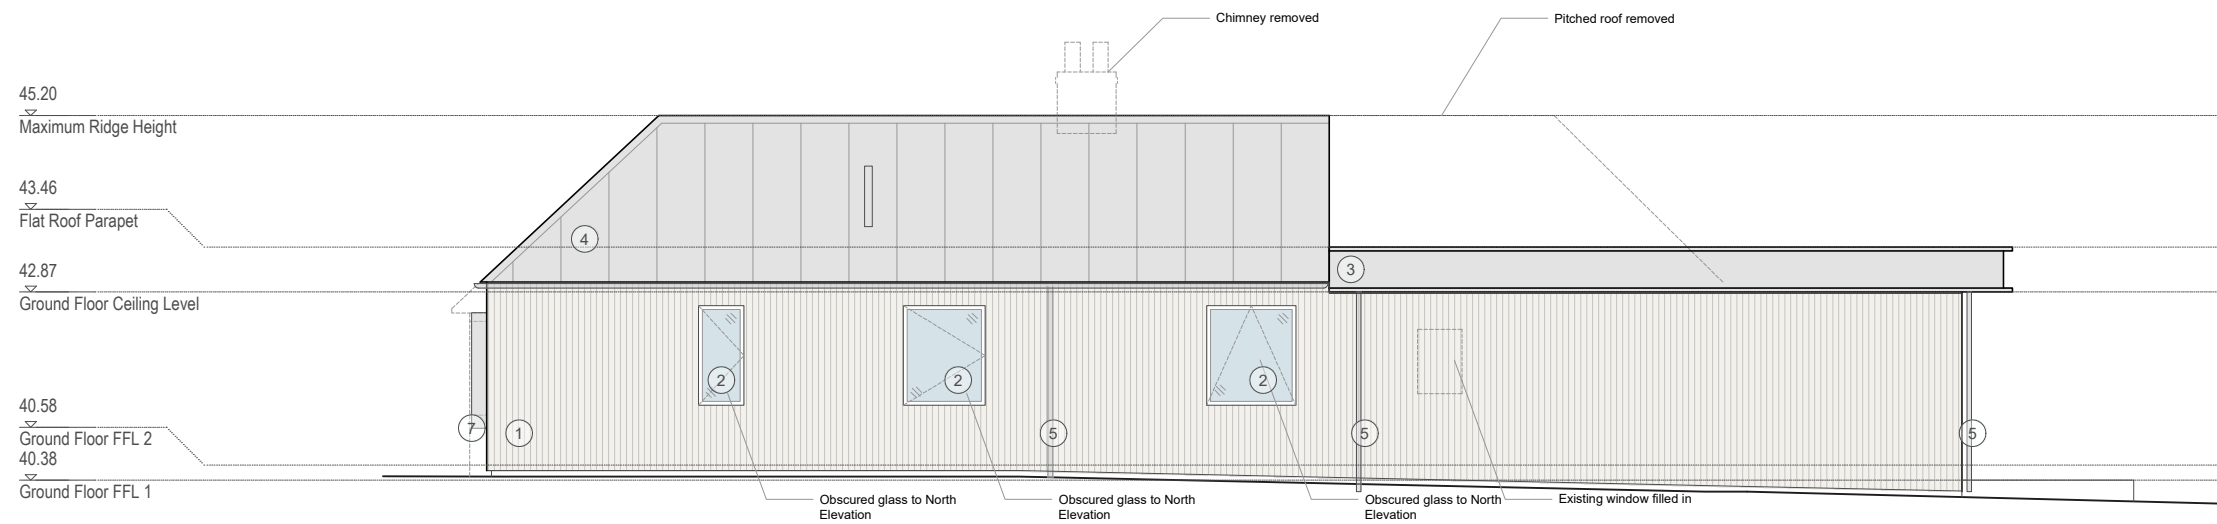 Chimney removed
Pitched roof removed
45.20
Maximum Ridge Height
43.46
Flat Roof Parapet
4
3
42.87
Ground Floor Ceiling Level
2
2
2
40.58
Ground Floor FFL 2
7
1
5
5
5
40.38
Ground Floor FFL 1
Obscured glass to North
Elevation
Obscured glass to North
Elevation
Obscured glass to North
Elevation
Existing window filled in